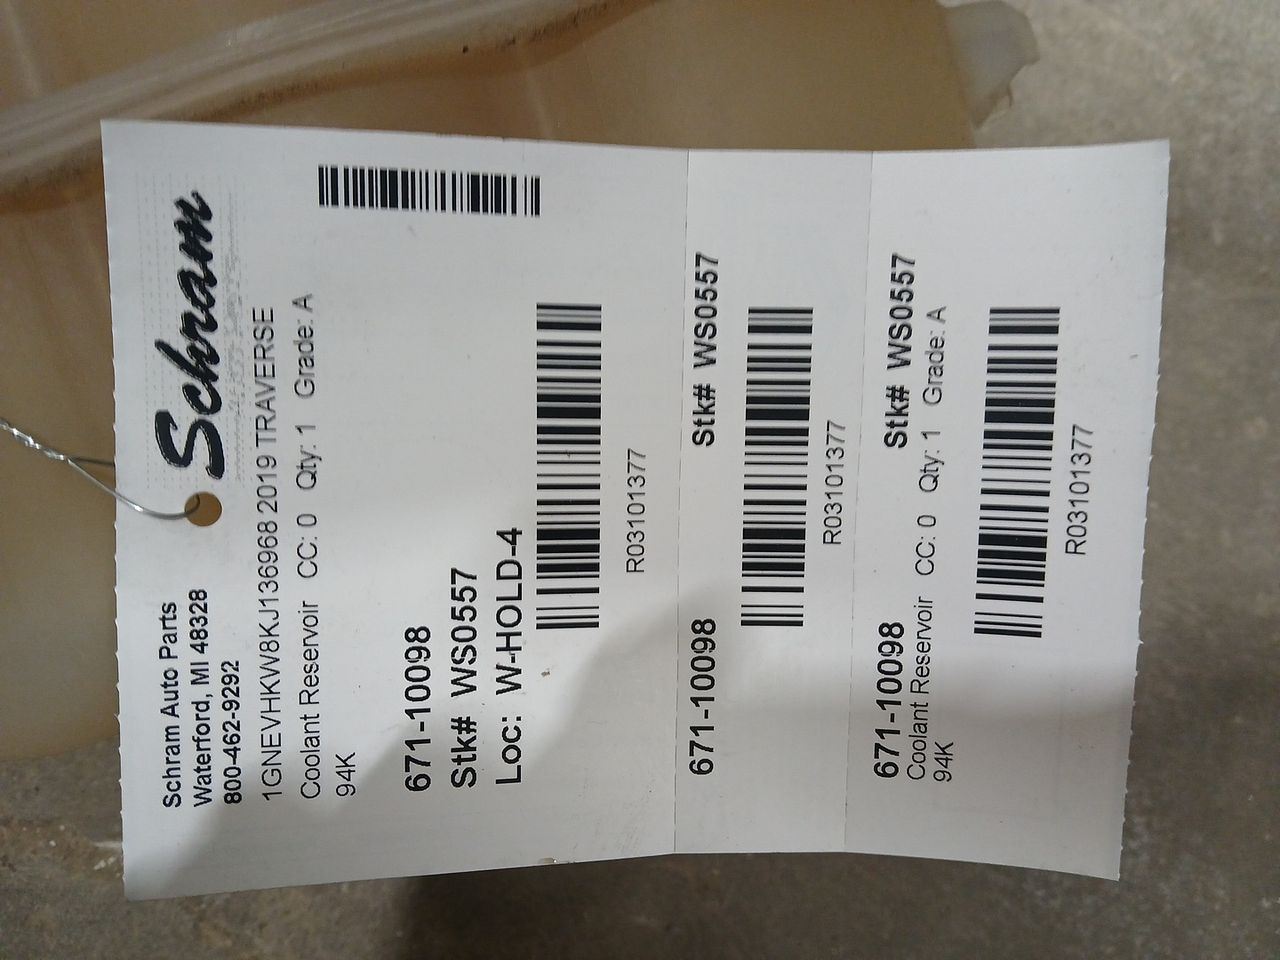 Schram Auto Parts
Waterford, MI 48328
800-462-9292
Schram
1GNEVHKW8KJ136968 2019 TRAVERSE
Coolant Reservoir CC: 0 Qty: 1 Grade: A
94K
671-10098
Stk# WS0557
Loc: W-HOLD-4
R03101377
671-10098 Stk# WS0557
R03101377
671-10098 Stk# WS0557
Coolant Reservoir CC: 0 Qty: 1 Grade: A
94K
R03101377